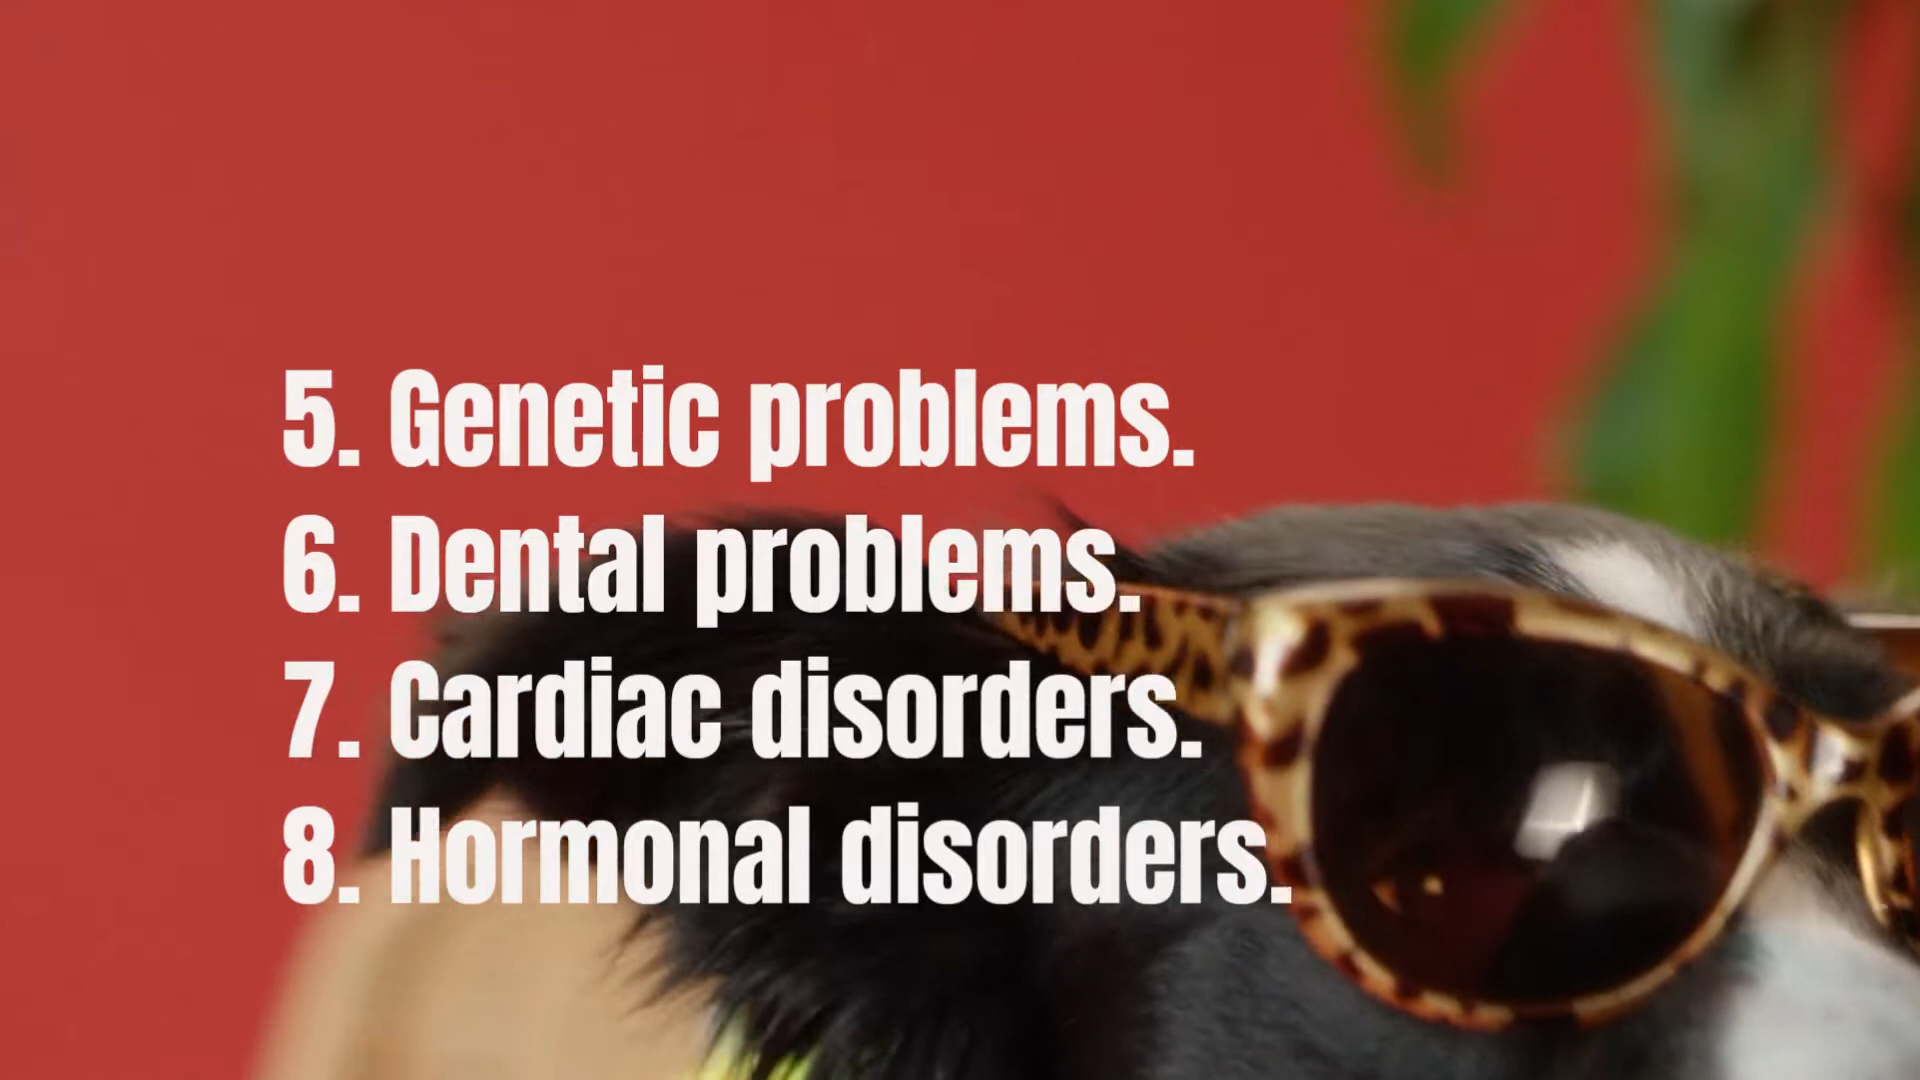 5. Genetic problems.
6. Dental problems.
7. Cardiac disorders.
8. Hormonal disorders.